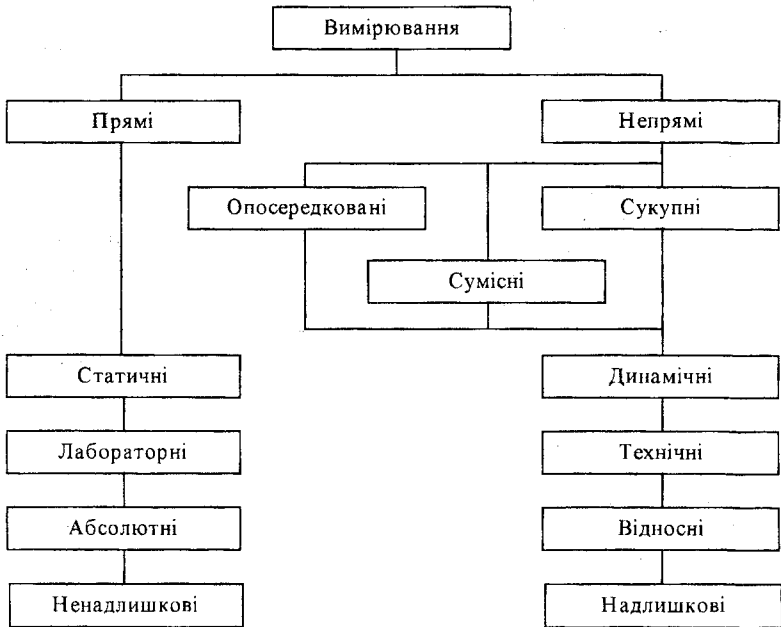 Вимірювання
Прямі
Непрямі
Опосередковані
Сукупні
Сумісні
Статичні
Динамічні
Лабораторні
Технічні
Абсолютні
Відносні
Ненадлишкові
Надлишкові